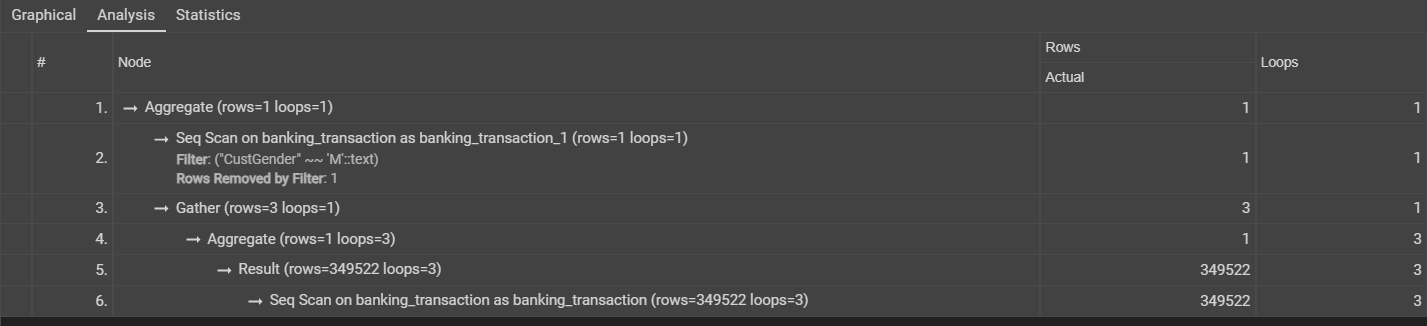 Graphical Analysis Statistics
# Node Rows Loops
Actual
1. → Aggregate (rows=1 loops=1) 1 1
→ Seq Scan on banking_transaction as banking_transaction_1 (rows=1 loops=1)
2. Filter: ("CustGender" ~~ 'M'::text) 1 1
Rows Removed by Filter: 1
3. → Gather (rows=3 loops=1) 3 1
4. → Aggregate (rows=1 loops=3) 1 3
5. → Result (rows=349522 loops=3) 349522 3
6. → Seq Scan on banking_transaction as banking_transaction (rows=349522 loops=3) 349522 3